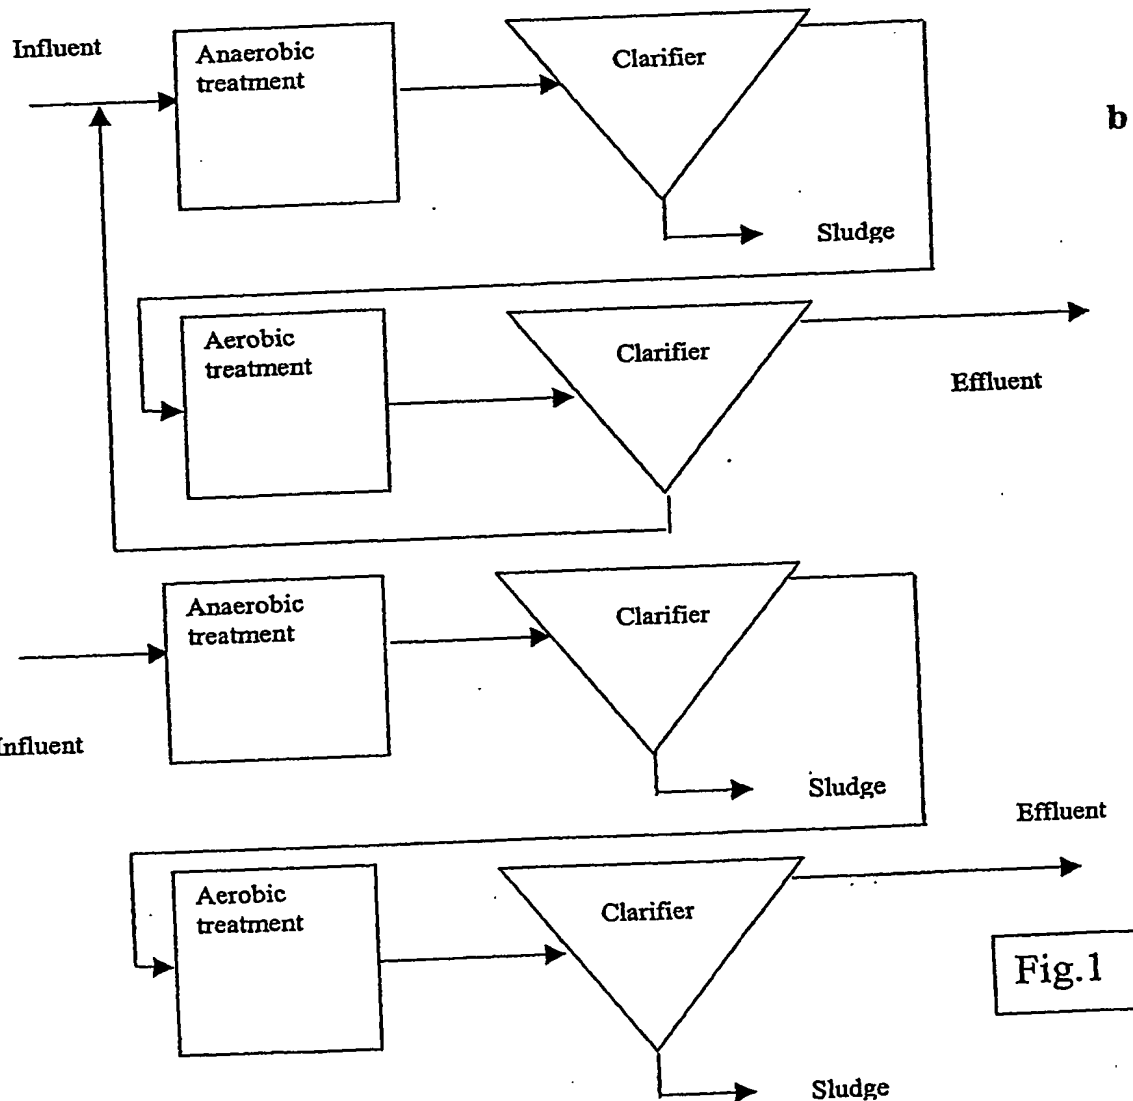 Influent
Anaerobic
treatment
Clarifier
b
Sludge
Aerobic
treatment
Clarifier
Effluent
Anaerobic
treatment
Clarifier
Influent
Sludge
Effluent
Aerobic
treatment
Clarifier
Fig.1
Sludge